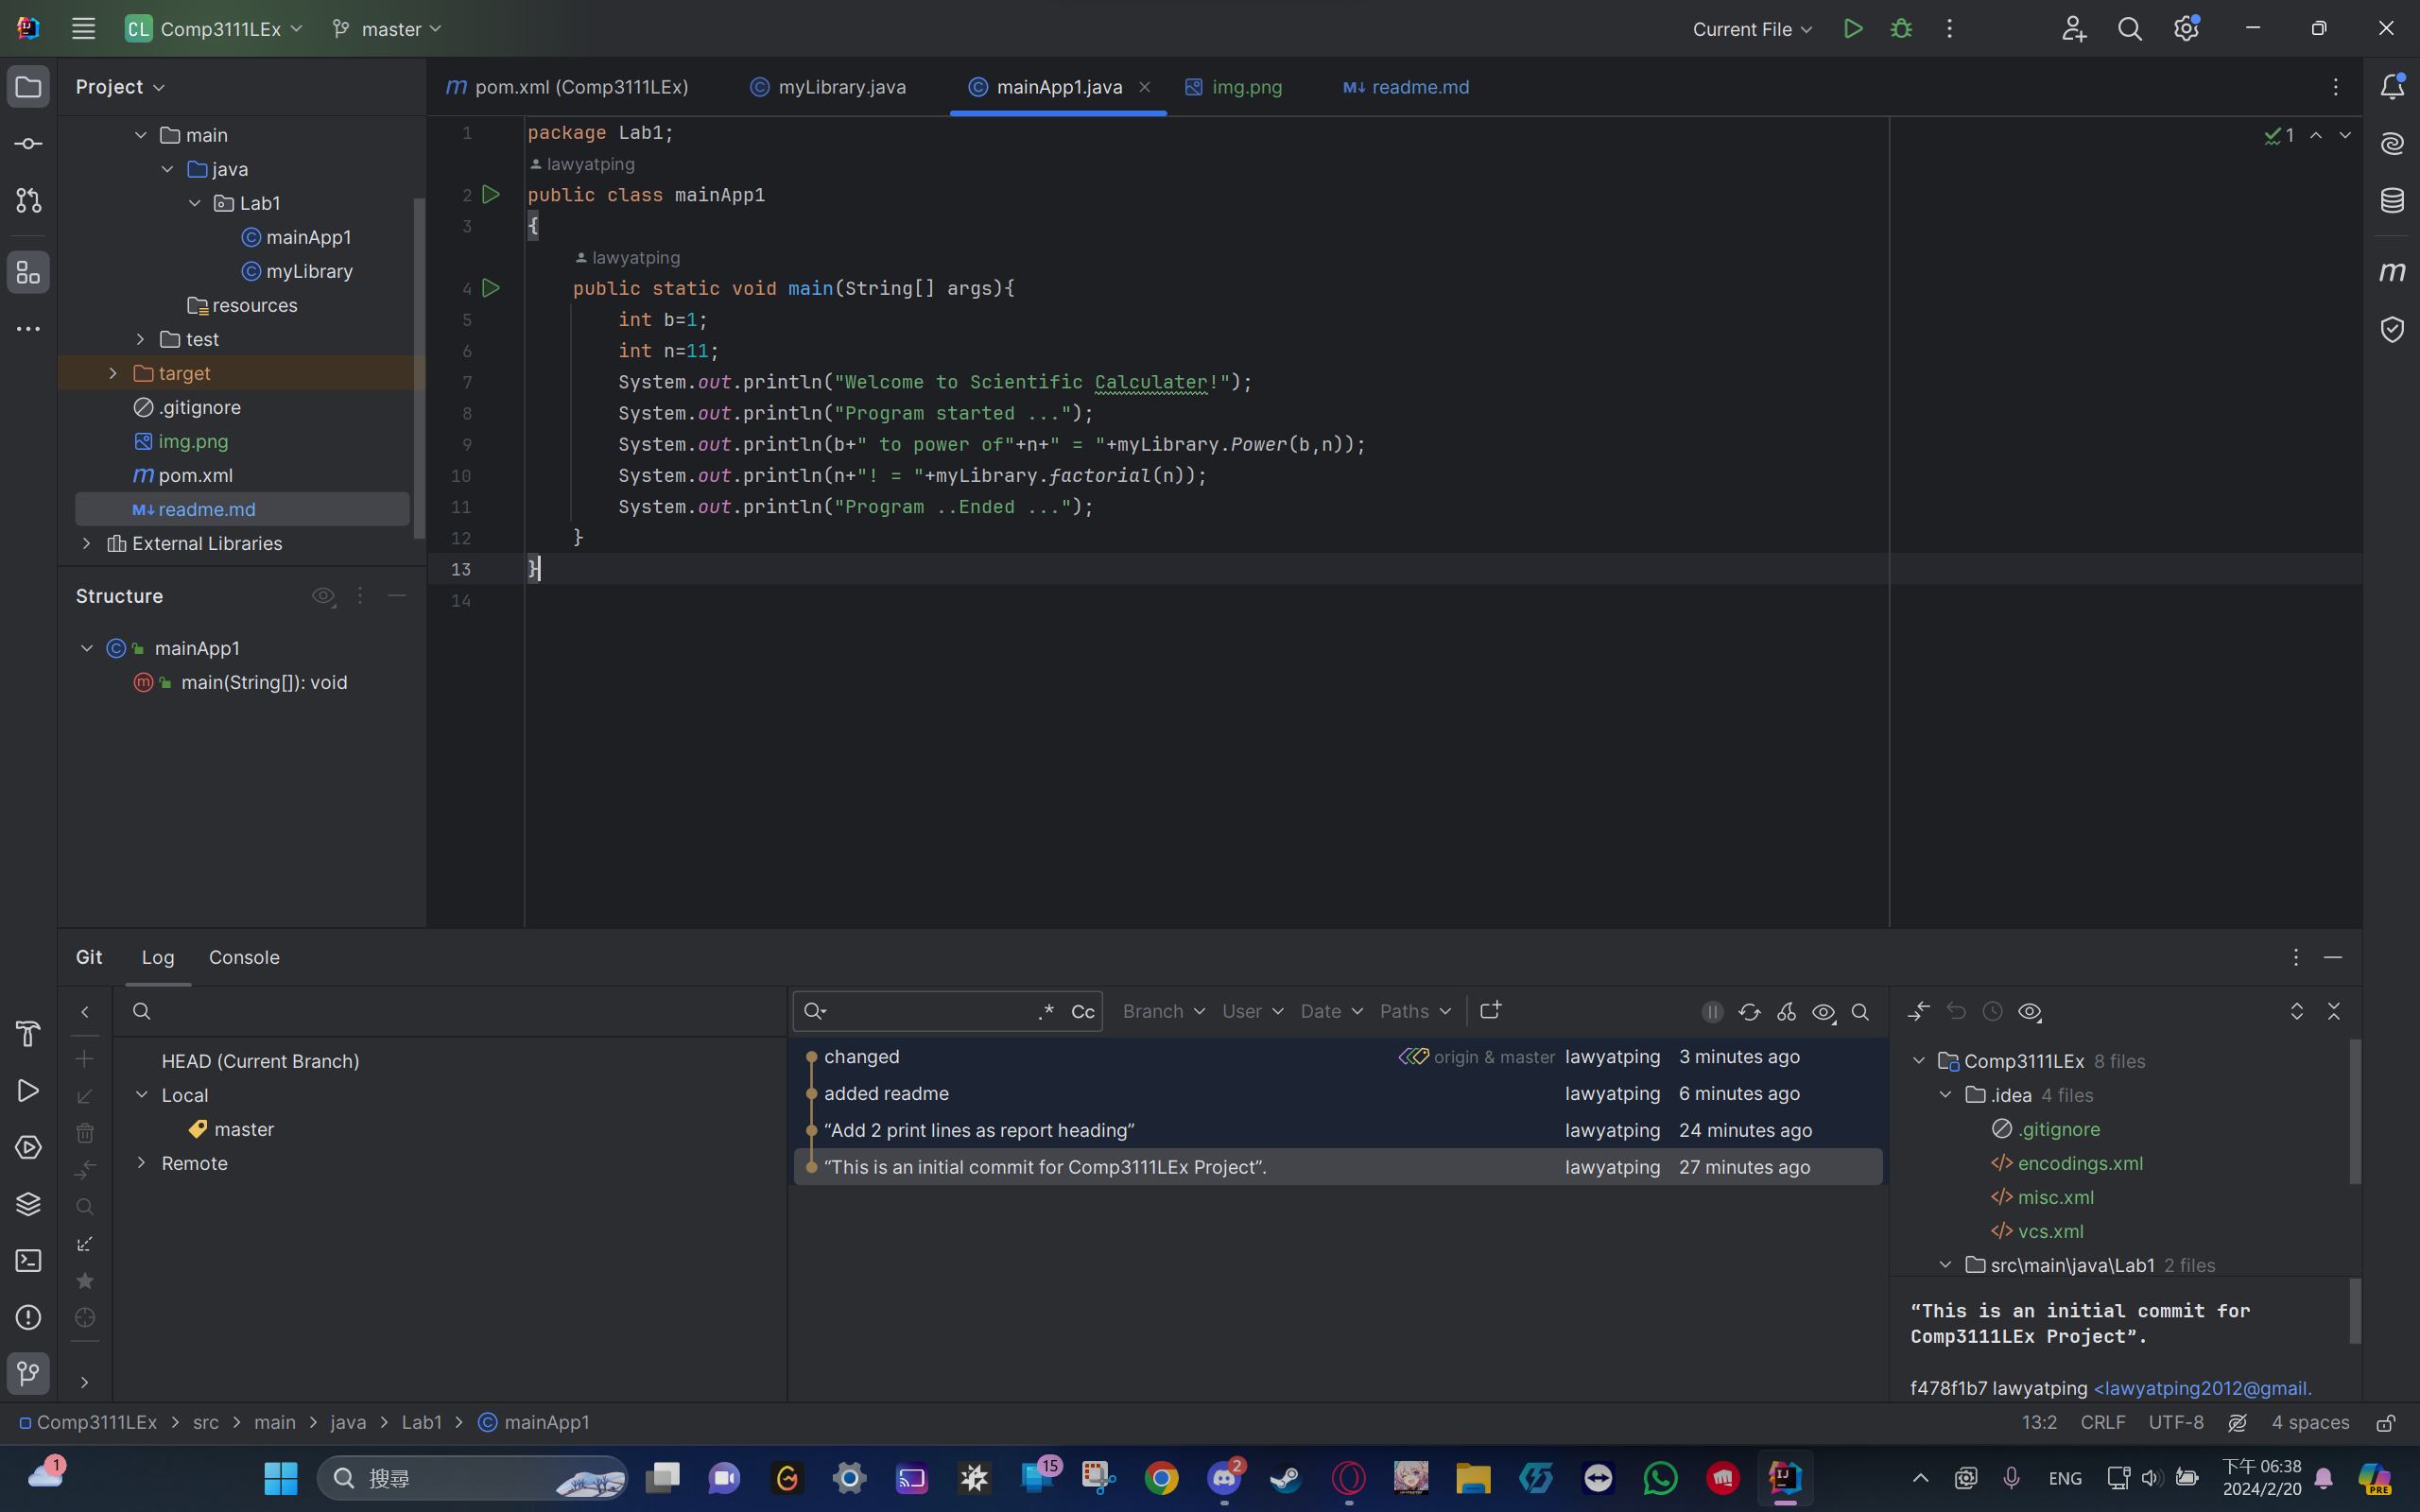 CL Comp3111LEx master Current File
Project
main
java
Lab1
mainApp1
myLibrary
resources
test
target
.gitignore
img.png
m pom.xml
M↓ readme.md
External Libraries
Structure
mainApp1
main(String[]): void
m pom.xml (Comp3111LEx) myLibrary.java mainApp1.java img.png M↓ readme.md
1 package Lab1;
lawyatping
2 public class mainApp1
3 {
lawyatping
4 public static void main(String[] args){
5 int b=1;
6 int n=11;
7 System.out.println("Welcome to Scientific Calculater!");
8 System.out.println("Program started ...");
9 System.out.println(b+" to power of"+n+" = "+myLibrary.Power(b,n));
10 System.out.println(n+"! = "+myLibrary.factorial(n));
11 System.out.println("Program ..Ended ...");
12 }
13 }
14
1
m
Git Log Console
HEAD (Current Branch)
Local
master
Remote
.* Cc Branch User Date Paths
changed origin & master lawyatping 3 minutes ago
added readme lawyatping 6 minutes ago
“Add 2 print lines as report heading” lawyatping 24 minutes ago
“This is an initial commit for Comp3111LEx Project”. lawyatping 27 minutes ago
Comp3111LEx 8 files
.idea 4 files
.gitignore
encodings.xml
misc.xml
vcs.xml
src\main\java\Lab1 2 files
“This is an initial commit for
Comp3111LEx Project”.
f478f1b7 lawyatping <lawyatping2012@gmail.
Comp3111LEx > src > main > java > Lab1 > mainApp1 13:2 CRLF UTF-8 4 spaces
1 搜尋 15 2 ENG 下午 06:38
2024/2/20
PRE